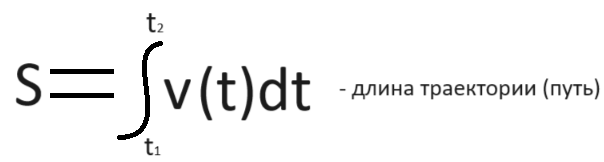 t₂
S = ∫ v(t)dt - длина траектории (путь)
t₁